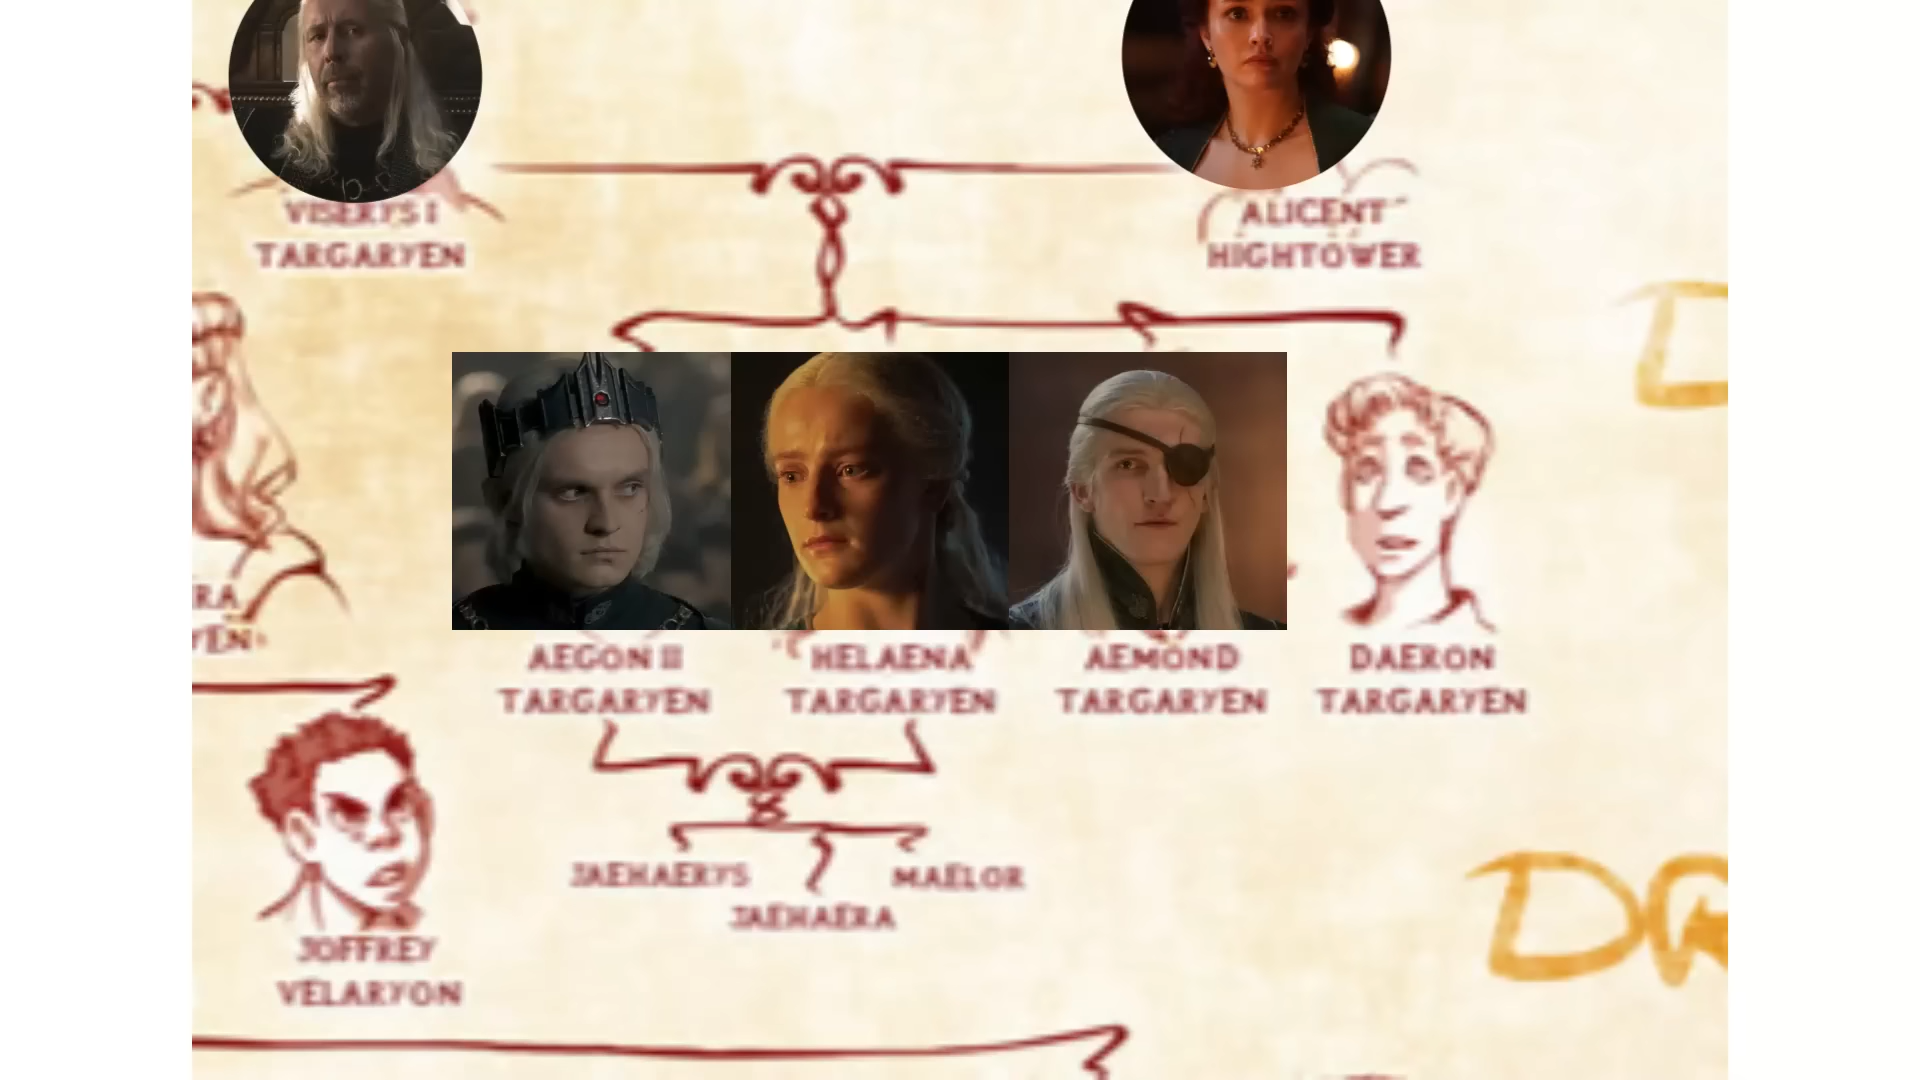 VISERYS I
TARGARYEN
ALICENT
HIGHTOWER
AEGON II
TARGARYEN
HELAENA
TARGARYEN
AEMOND
TARGARYEN
DAERON
TARGARYEN
JAEHAERYS
MAELOR
JAEHAERA
JOFFREY
VELARYON